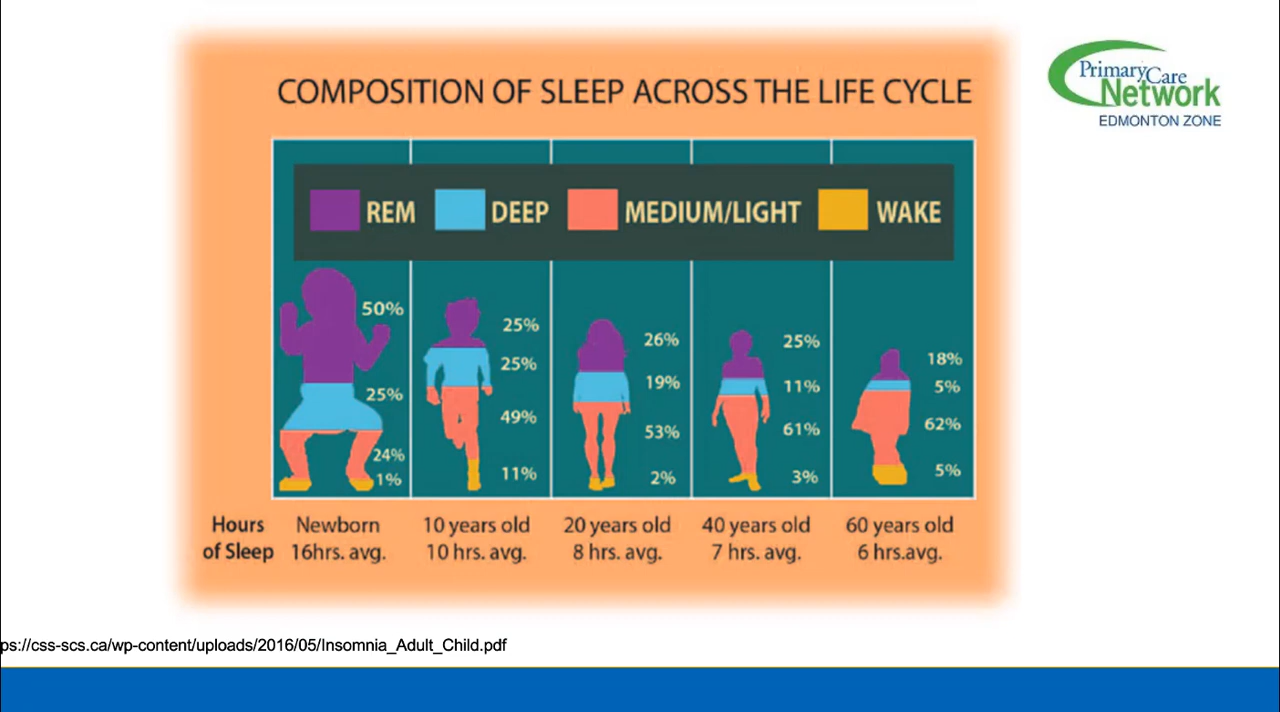 COMPOSITION OF SLEEP ACROSS THE LIFE CYCLE
PrimaryCare
Network
EDMONTON ZONE
REM DEEP MEDIUM/LIGHT WAKE
50%
25%
24%
1%
25%
25%
49%
11%
26%
19%
53%
2%
25%
11%
61%
3%
18%
5%
62%
5%
Hours Newborn 10 years old 20 years old 40 years old 60 years old
of Sleep 16hrs. avg. 10 hrs. avg. 8 hrs. avg. 7 hrs. avg. 6 hrs.avg.
ps://css-scs.ca/wp-content/uploads/2016/05/Insomnia_Adult_Child.pdf